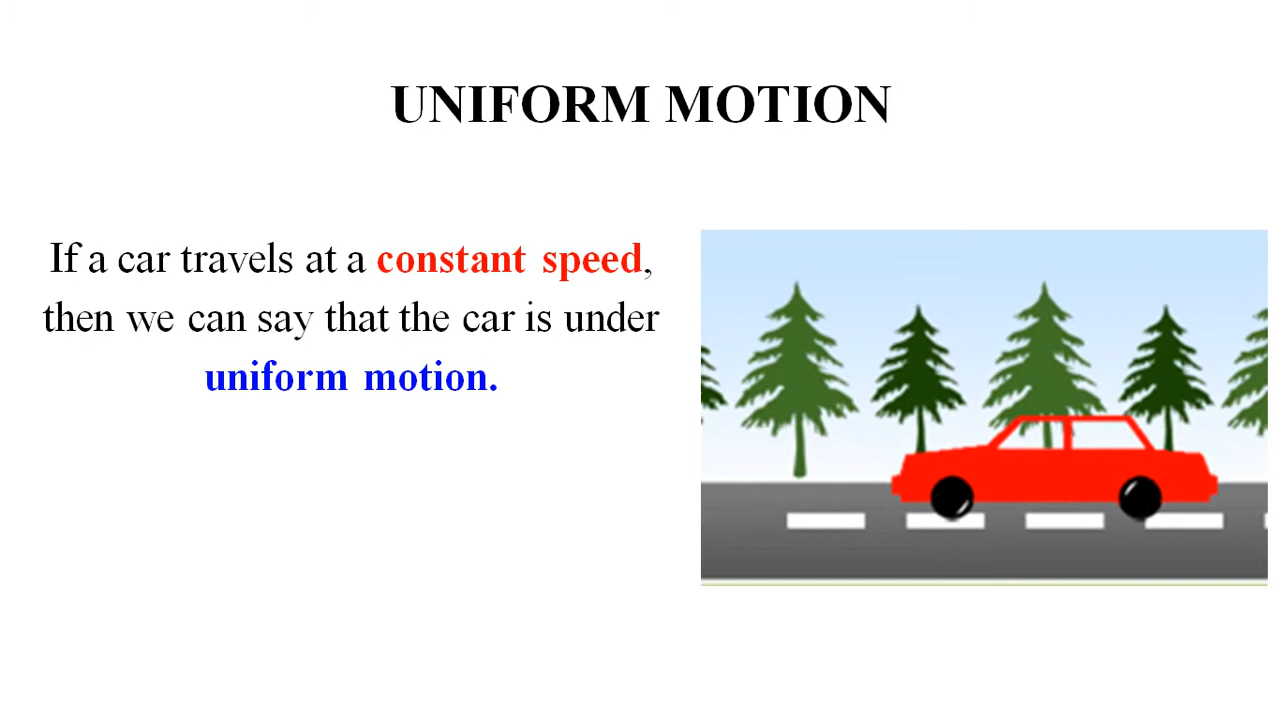 UNIFORM MOTION
If a car travels at a constant speed,
then we can say that the car is under
uniform motion.